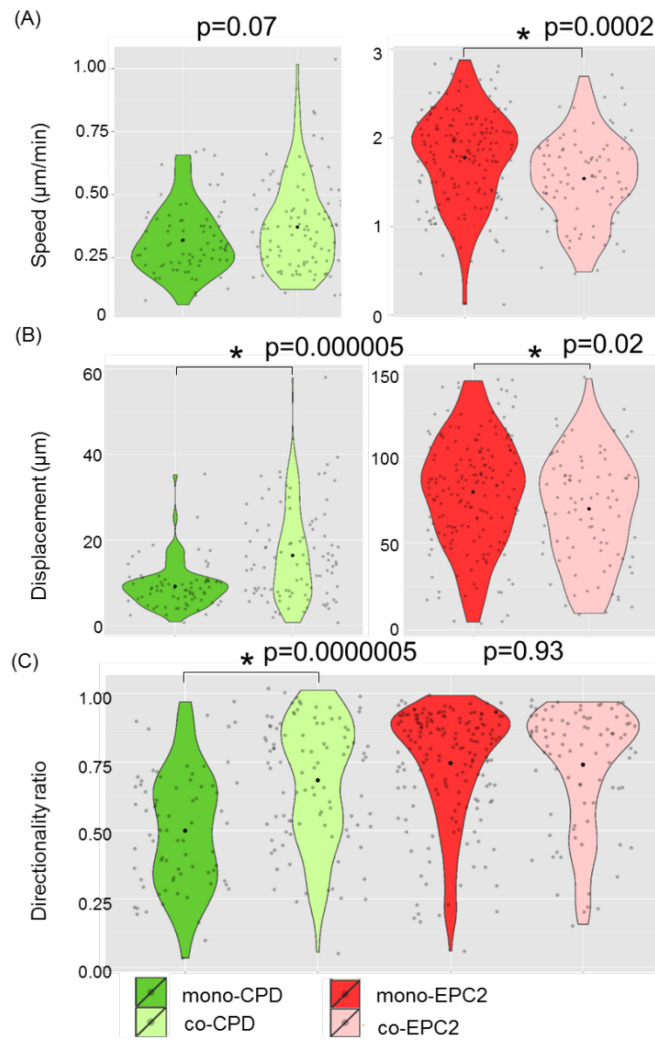 (A)
p=0.07
* p=0.0002
Speed (µm/min)
1.00
0.75
0.50
0.25
0
3
2
1
0
(B)
* p=0.000005
* p=0.02
Displacement (µm)
60
40
20
0
150
100
50
0
(C)
* p=0.0000005
p=0.93
Directionality ratio
1.00
0.75
0.50
0.25
0.00
mono-CPD
mono-EPC2
co-CPD
co-EPC2